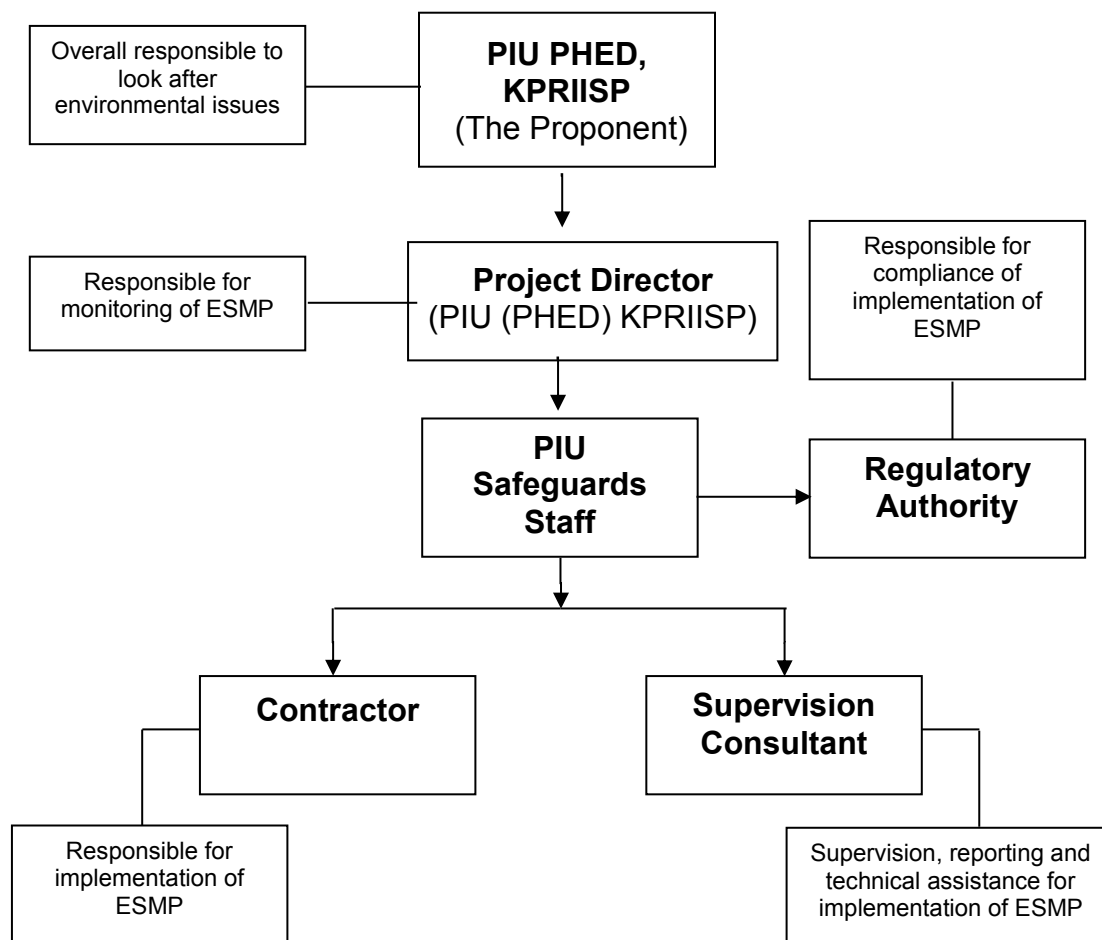 Overall responsible to
look after
environmental issues
PIU PHED,
KPRIISP
(The Proponent)
Responsible for
monitoring of ESMP
Project Director
(PIU (PHED) KPRIISP)
Responsible for
compliance of
implementation of
ESMP
PIU
Safeguards
Staff
Regulatory
Authority
Contractor
Supervision
Consultant
Responsible for
implementation of
ESMP
Supervision, reporting and
technical assistance for
implementation of ESMP